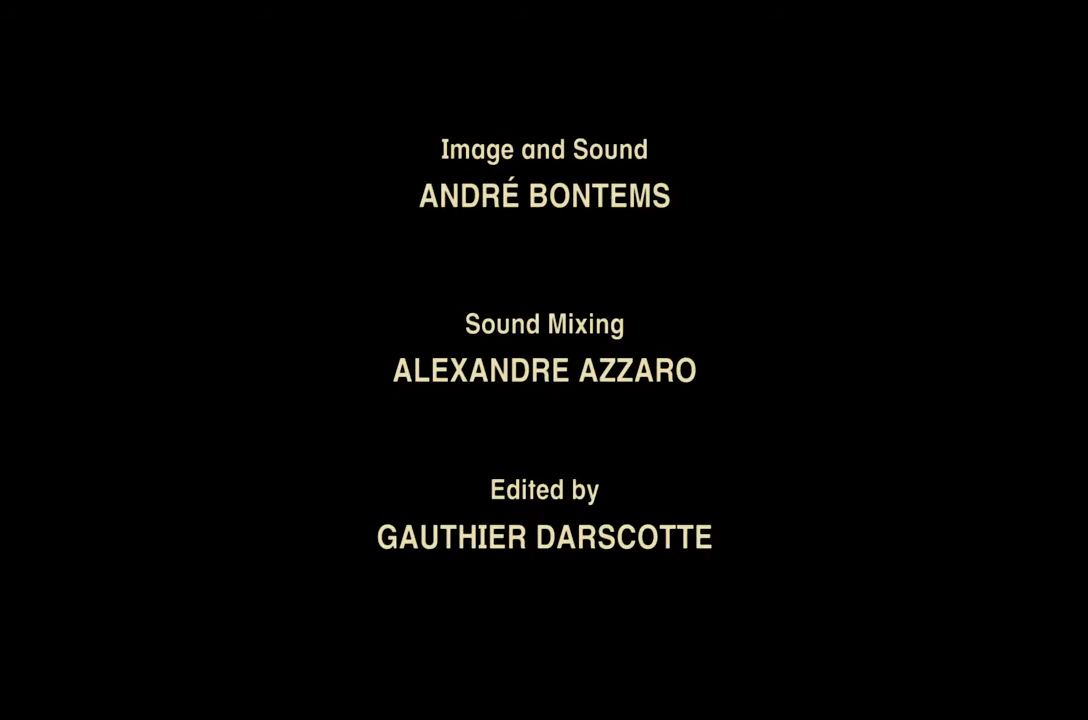 Image and Sound
ANDRÉ BONTEMS
Sound Mixing
ALEXANDRE AZZARO
Edited by
GAUTHIER DARSCOTTE